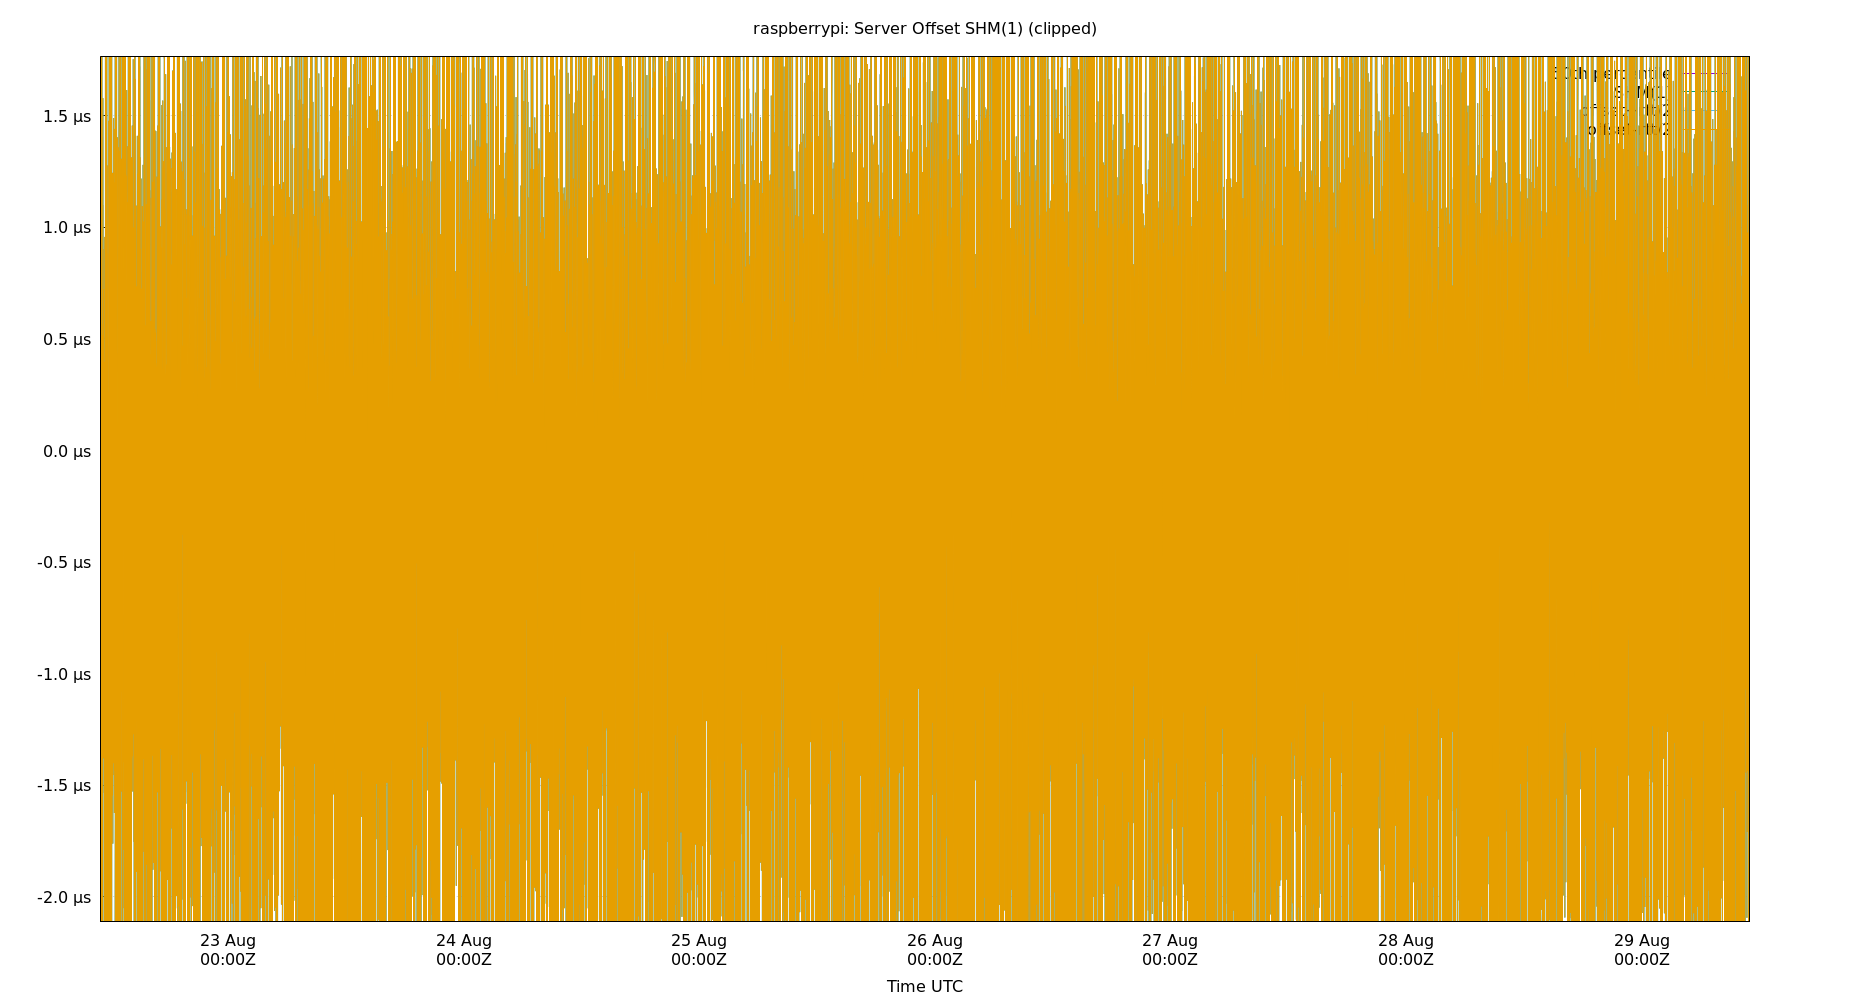 raspberrypi: Server Offset SHM(1) (clipped)
1.5 µs
1.0 µs
0.5 µs
0.0 µs
-0.5 µs
-1.0 µs
-1.5 µs
-2.0 µs
23 Aug 24 Aug 25 Aug 26 Aug 27 Aug 28 Aug 29 Aug
00:00Z 00:00Z 00:00Z 00:00Z 00:00Z 00:00Z 00:00Z
Time UTC